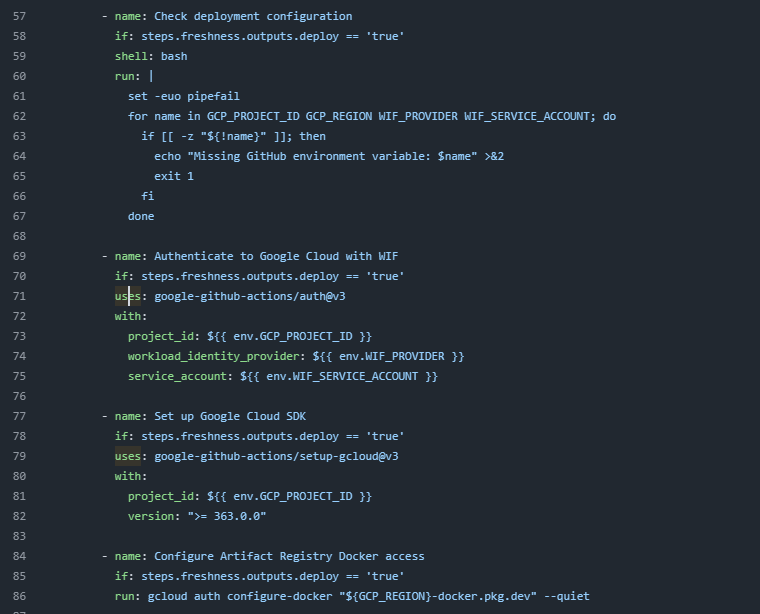 57 - name: Check deployment configuration
58 if: steps.freshness.outputs.deploy == 'true'
59 shell: bash
60 run: |
61 set -euo pipefail
62 for name in GCP_PROJECT_ID GCP_REGION WIF_PROVIDER WIF_SERVICE_ACCOUNT; do
63 if [[ -z "${!name}" ]]; then
64 echo "Missing GitHub environment variable: $name" >&2
65 exit 1
66 fi
67 done
68
69 - name: Authenticate to Google Cloud with WIF
70 if: steps.freshness.outputs.deploy == 'true'
71 uses: google-github-actions/auth@v3
72 with:
73 project_id: ${{ env.GCP_PROJECT_ID }}
74 workload_identity_provider: ${{ env.WIF_PROVIDER }}
75 service_account: ${{ env.WIF_SERVICE_ACCOUNT }}
76
77 - name: Set up Google Cloud SDK
78 if: steps.freshness.outputs.deploy == 'true'
79 uses: google-github-actions/setup-gcloud@v3
80 with:
81 project_id: ${{ env.GCP_PROJECT_ID }}
82 version: ">= 363.0.0"
83
84 - name: Configure Artifact Registry Docker access
85 if: steps.freshness.outputs.deploy == 'true'
86 run: gcloud auth configure-docker "${GCP_REGION}-docker.pkg.dev" --quiet